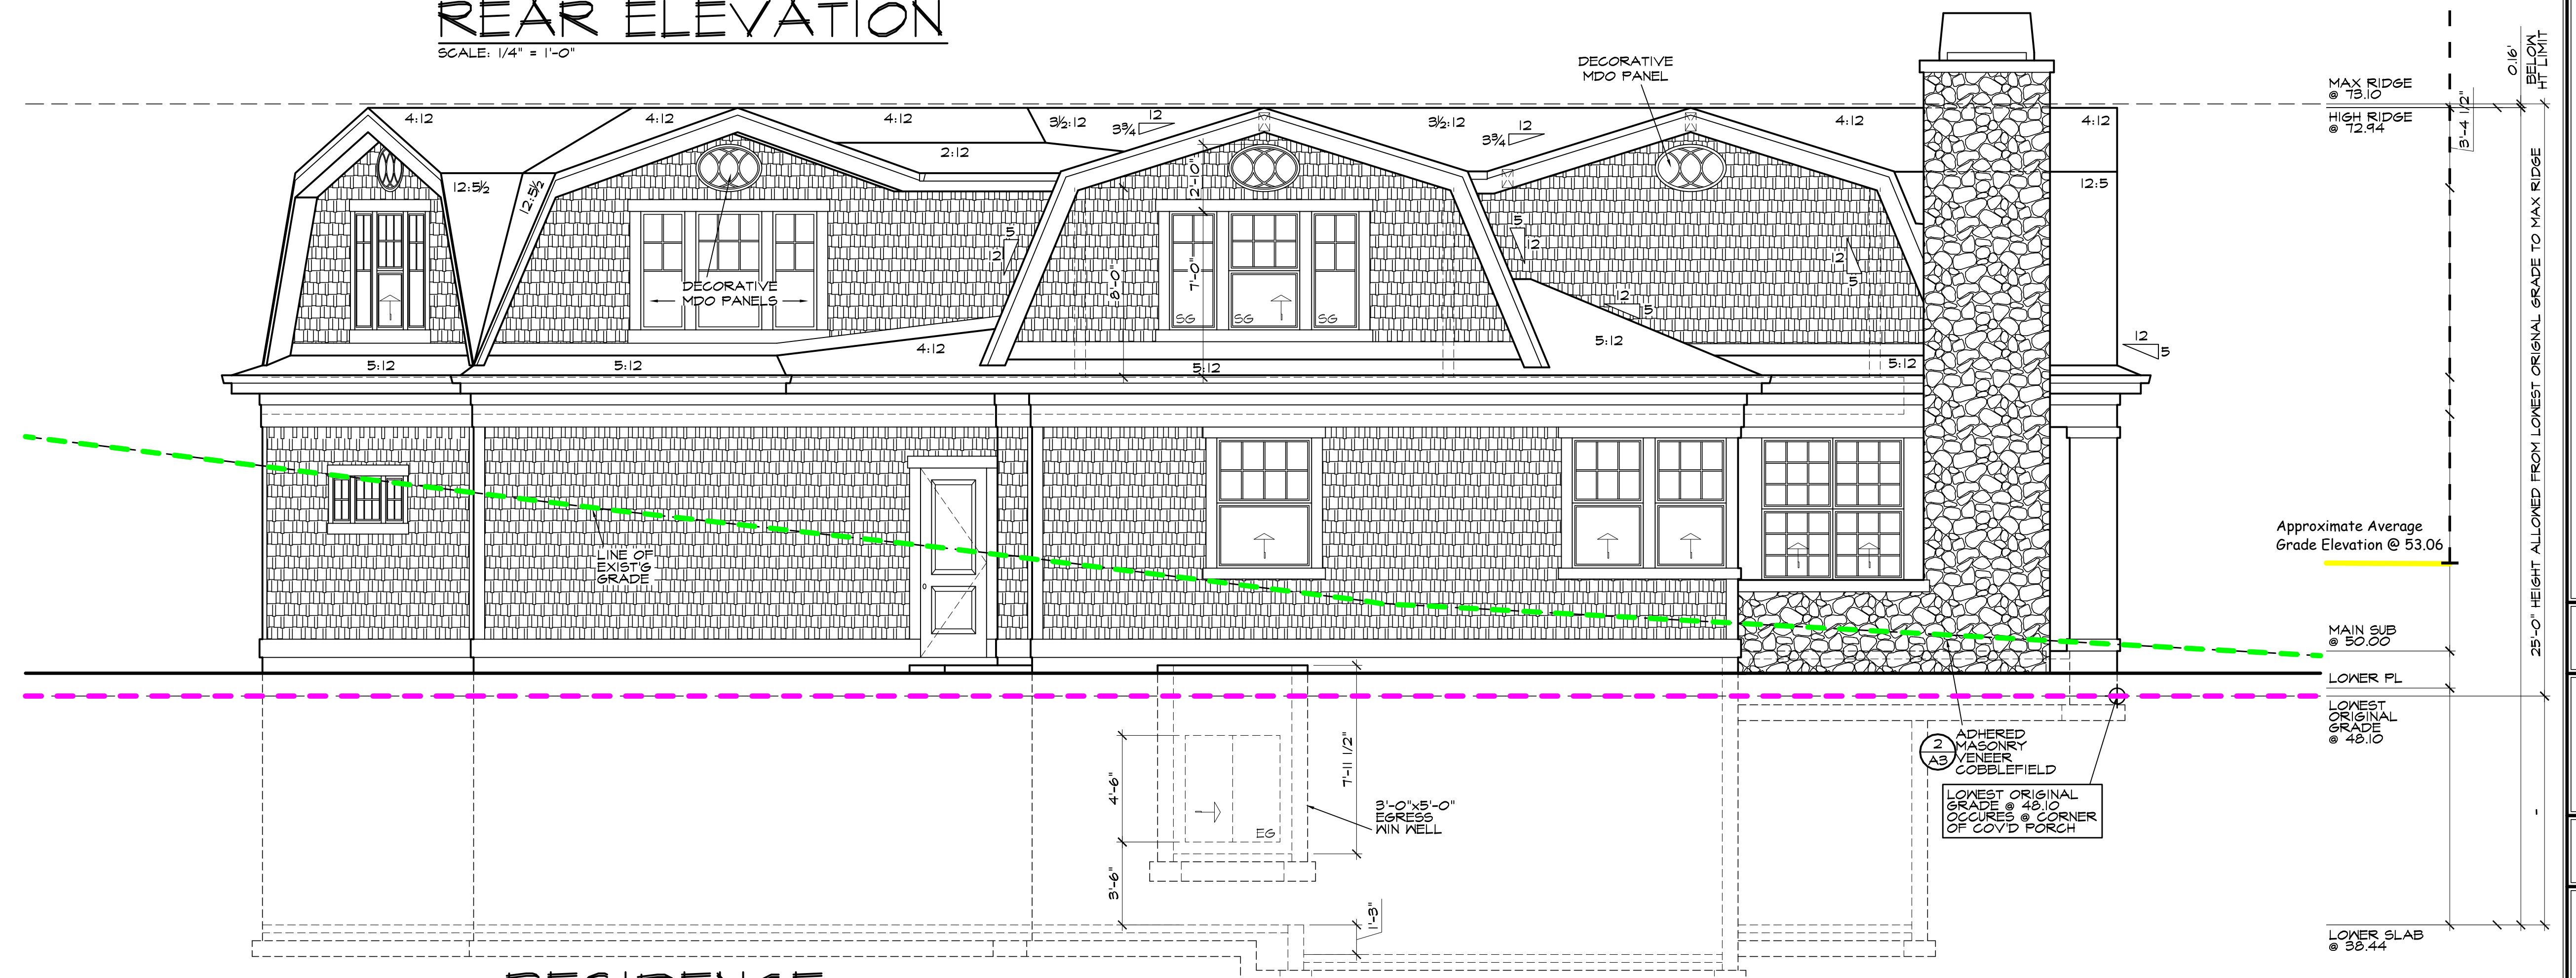 REAR ELEVATION
SCALE: 1/4" = 1'-0"
DECORATIVE
MDO PANEL
0.16'
BELOW
HT LIMIT
MAX RIDGE
@ 73.10
HIGH RIDGE
@ 72.94
3'-4 1/2"
4:12
4:12
4:12
3½:12
12
3¾
3½:12
12
3¾
4:12
4:12
2:12
12:5½
12:5½
12:5
2'-0"
5
12
8'-0"
7'-0"
5
12
12
5
DECORATIVE
MDO PANELS
SG
SG
SG
12
5
4:12
5:12
12
5
5:12
5:12
5:12
5:12
25'-0" HEIGHT ALLOWED FROM LOWEST ORIGNAL GRADE TO MAX RIDGE
LINE OF
EXIST'G
GRADE
Approximate Average
Grade Elevation @ 53.06
MAIN SUB
@ 50.00
LOWER PL
LOWEST
ORIGINAL
GRADE
@ 48.10
2
A3
ADHERED
MASONRY
VENEER
COBBLEFIELD
LOWEST ORIGINAL
GRADE @ 48.10
OCCURES @ CORNER
OF COV'D PORCH
4'-6"
7'-11 1/2"
3'-0"x5'-0"
EGRESS
WIN WELL
EG
3'-6"
1'-3"
LOWER SLAB
@ 38.44
RESIDENCE